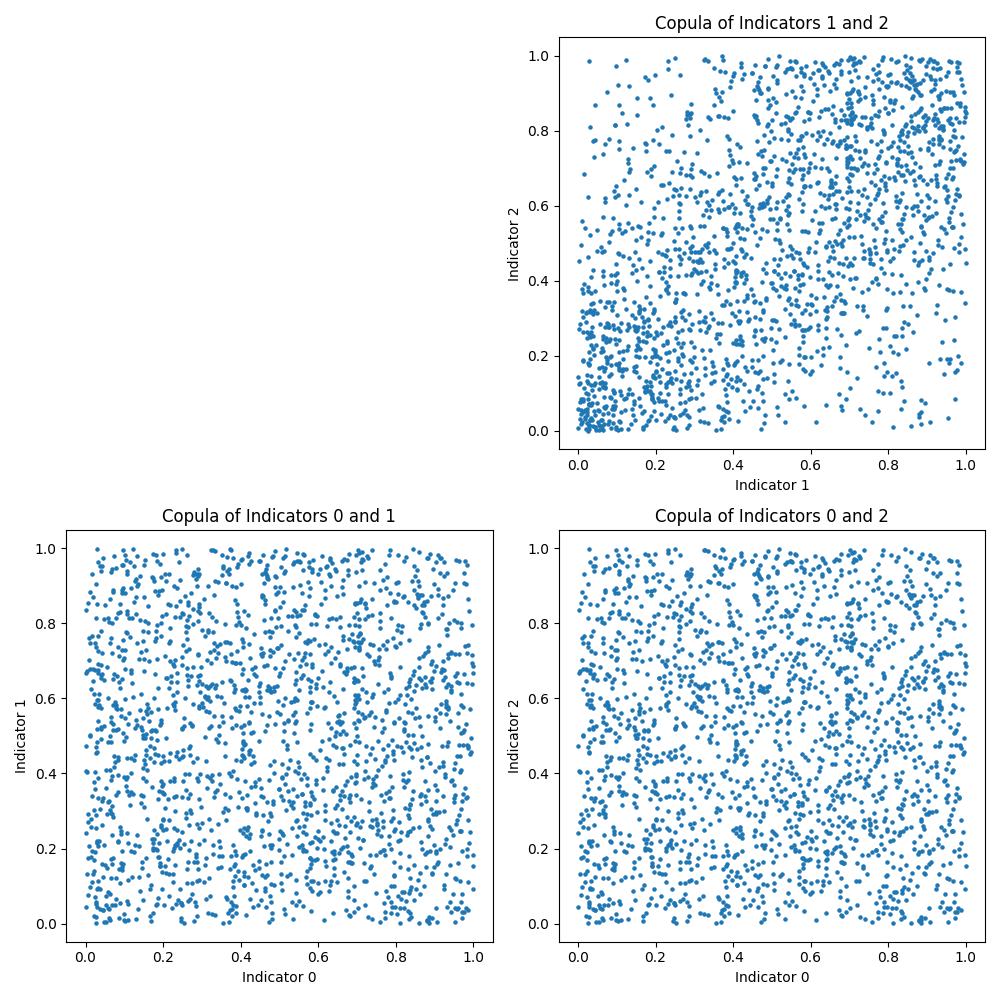 Copula of Indicators 1 and 2
1.0
0.8
0.6
0.4
0.2
0.0
Indicator 2
0.0 0.2 0.4 0.6 0.8 1.0
Indicator 1
Copula of Indicators 0 and 1
1.0
0.8
0.6
0.4
0.2
0.0
Indicator 1
0.0 0.2 0.4 0.6 0.8 1.0
Indicator 0
Copula of Indicators 0 and 2
1.0
0.8
0.6
0.4
0.2
0.0
Indicator 2
0.0 0.2 0.4 0.6 0.8 1.0
Indicator 0